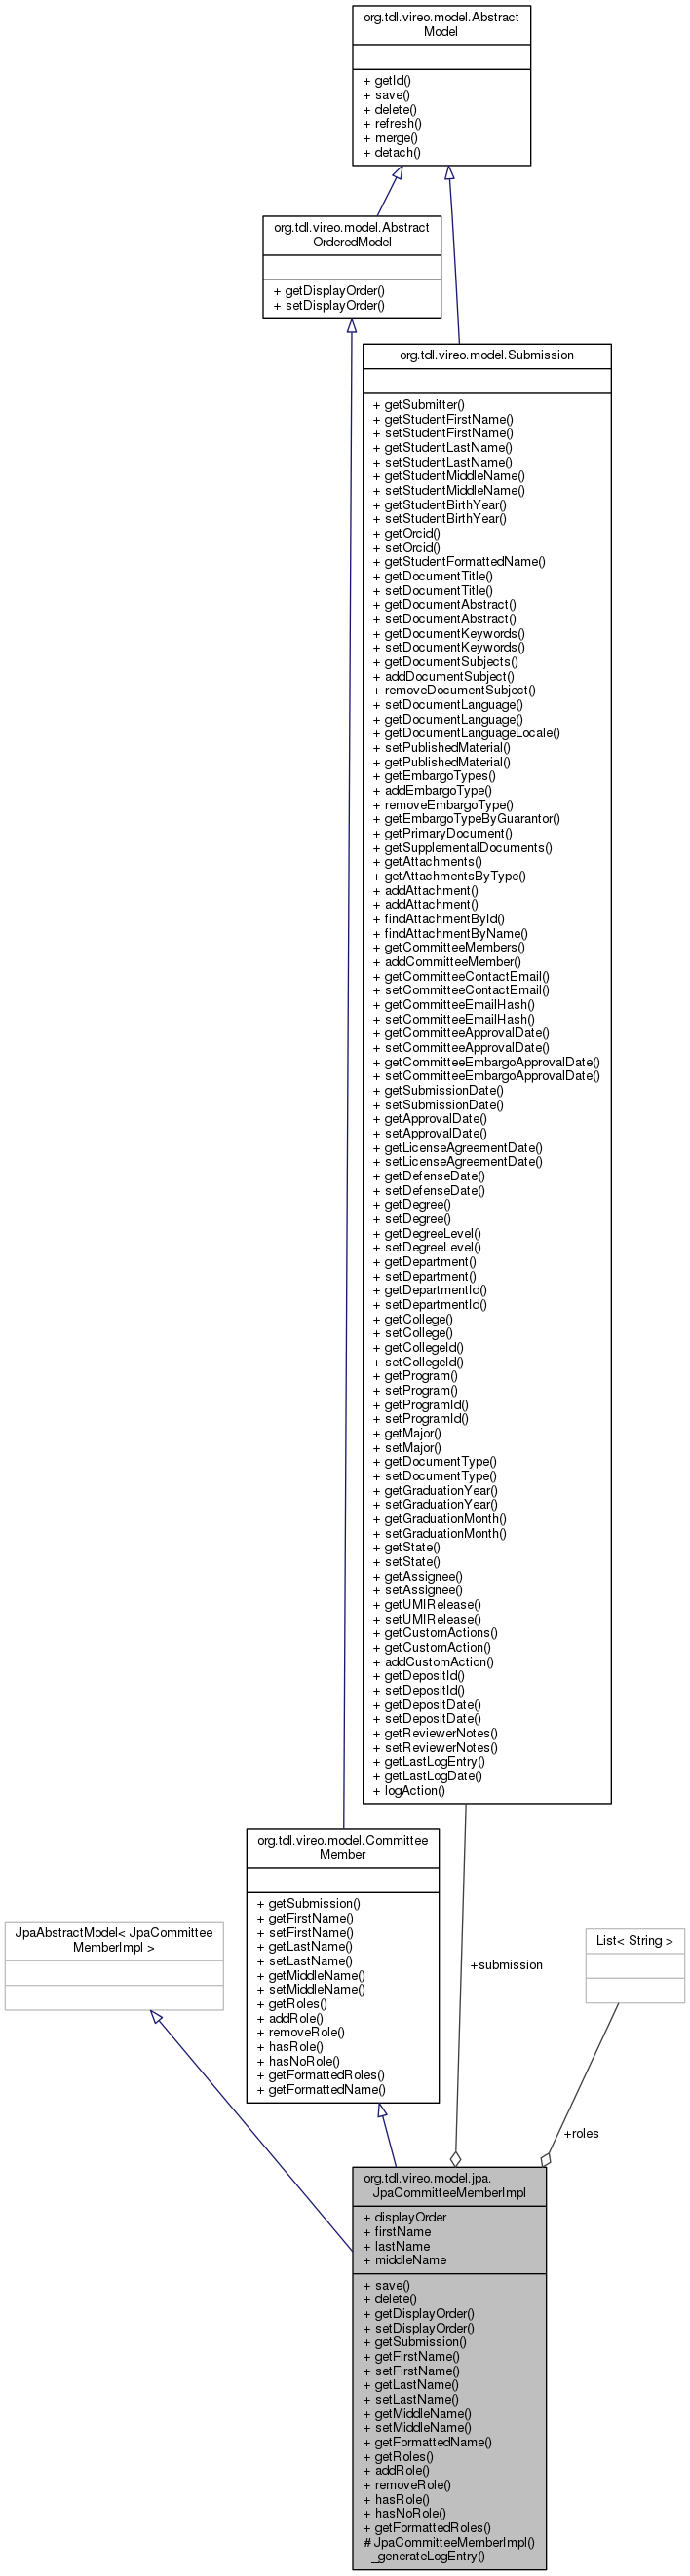 org.tdl.vireo.model.Abstract
Model
+ getId()
+ save()
+ delete()
+ refresh()
+ merge()
+ detach()
org.tdl.vireo.model.Abstract
OrderedModel
+ getDisplayOrder()
+ setDisplayOrder()
org.tdl.vireo.model.Submission
+ getSubmitter()
+ getStudentFirstName()
+ setStudentFirstName()
+ getStudentLastName()
+ setStudentLastName()
+ getStudentMiddleName()
+ setStudentMiddleName()
+ getStudentBirthYear()
+ setStudentBirthYear()
+ getOrcid()
+ setOrcid()
+ getStudentFormattedName()
+ getDocumentTitle()
+ setDocumentTitle()
+ getDocumentAbstract()
+ setDocumentAbstract()
+ getDocumentKeywords()
+ setDocumentKeywords()
+ getDocumentSubjects()
+ addDocumentSubject()
+ removeDocumentSubject()
+ setDocumentLanguage()
+ getDocumentLanguage()
+ getDocumentLanguageLocale()
+ setPublishedMaterial()
+ getPublishedMaterial()
+ getEmbargoTypes()
+ addEmbargoType()
+ removeEmbargoType()
+ getEmbargoTypeByGuarantor()
+ getPrimaryDocument()
+ getSupplementalDocuments()
+ getAttachments()
+ getAttachmentsByType()
+ addAttachment()
+ addAttachment()
+ findAttachmentById()
+ findAttachmentByName()
+ getCommitteeMembers()
+ addCommitteeMember()
+ getCommitteeContactEmail()
+ setCommitteeContactEmail()
+ getCommitteeEmailHash()
+ setCommitteeEmailHash()
+ getCommitteeApprovalDate()
+ setCommitteeApprovalDate()
+ getCommitteeEmbargoApprovalDate()
+ setCommitteeEmbargoApprovalDate()
+ getSubmissionDate()
+ setSubmissionDate()
+ getApprovalDate()
+ setApprovalDate()
+ getLicenseAgreementDate()
+ setLicenseAgreementDate()
+ getDefenseDate()
+ setDefenseDate()
+ getDegree()
+ setDegree()
+ getDegreeLevel()
+ setDegreeLevel()
+ getDepartment()
+ setDepartment()
+ getDepartmentId()
+ setDepartmentId()
+ getCollege()
+ setCollege()
+ getCollegeId()
+ setCollegeId()
+ getProgram()
+ setProgram()
+ getProgramId()
+ setProgramId()
+ getMajor()
+ setMajor()
+ getDocumentType()
+ setDocumentType()
+ getGraduationYear()
+ setGraduationYear()
+ getGraduationMonth()
+ setGraduationMonth()
+ getState()
+ setState()
+ getAssignee()
+ setAssignee()
+ getUMIRelease()
+ setUMIRelease()
+ getCustomActions()
+ getCustomAction()
+ addCustomAction()
+ getDepositId()
+ setDepositId()
+ getDepositDate()
+ setDepositDate()
+ getReviewerNotes()
+ setReviewerNotes()
+ getLastLogEntry()
+ getLastLogDate()
+ logAction()
org.tdl.vireo.model.Committee
Member
+ getSubmission()
+ getFirstName()
+ setFirstName()
+ getLastName()
+ setLastName()
+ getMiddleName()
+ setMiddleName()
+ getRoles()
+ addRole()
+ removeRole()
+ hasRole()
+ hasNoRole()
+ getFormattedRoles()
+ getFormattedName()
JpaAbstractModel< JpaCommittee
MemberImpl >
List< String >
+submission
+roles
org.tdl.vireo.model.jpa.
JpaCommitteeMemberImpl
+ displayOrder
+ firstName
+ lastName
+ middleName
+ save()
+ delete()
+ getDisplayOrder()
+ setDisplayOrder()
+ getSubmission()
+ getFirstName()
+ setFirstName()
+ getLastName()
+ setLastName()
+ getMiddleName()
+ setMiddleName()
+ getFormattedName()
+ getRoles()
+ addRole()
+ removeRole()
+ hasRole()
+ hasNoRole()
+ getFormattedRoles()
# JpaCommitteeMemberImpl()
- _generateLogEntry()